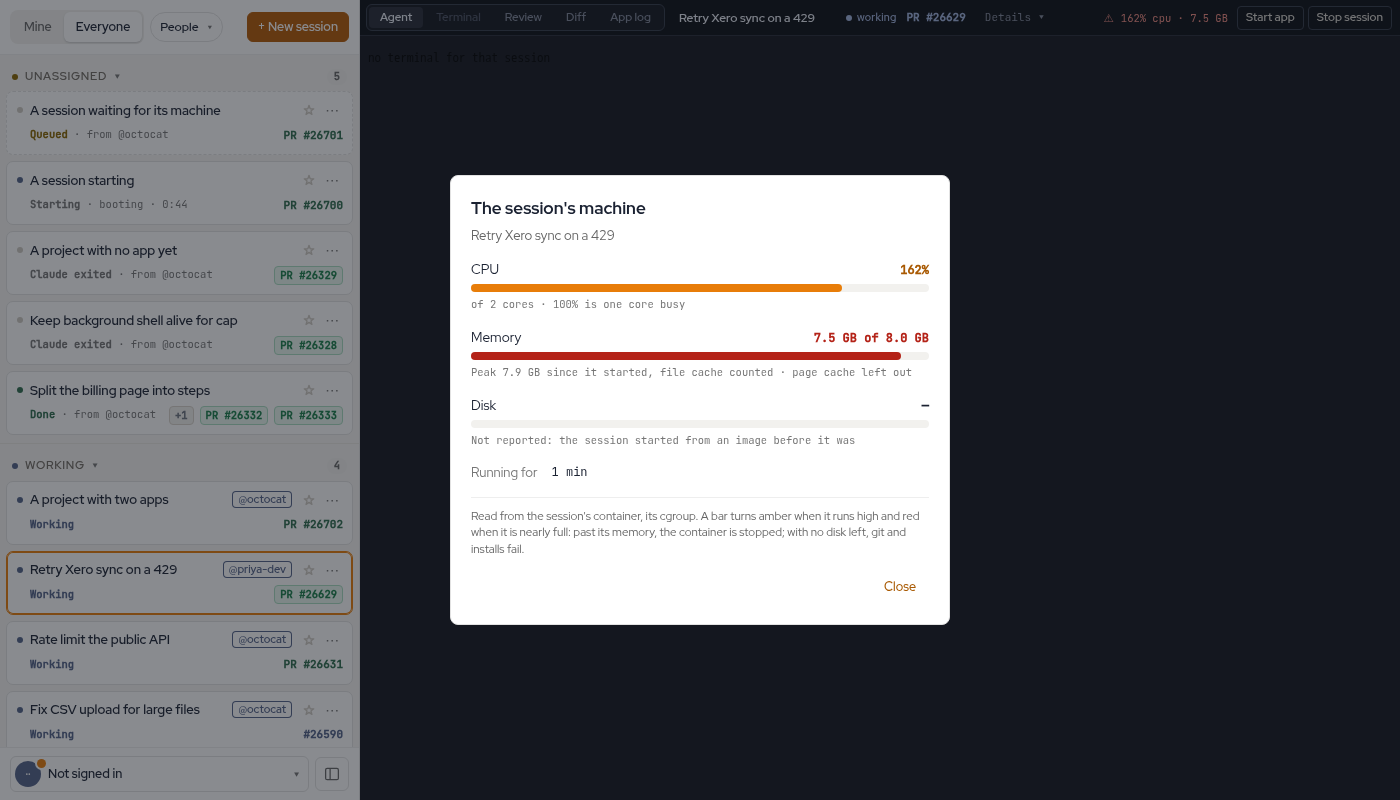 Mine Everyone People ▾ + New session
UNASSIGNED ▾ 5
A session waiting for its machine ☆ ⋯
Queued · from @octocat PR #26701
A session starting ☆ ⋯
Starting · booting · 0:44 PR #26700
A project with no app yet ☆ ⋯
Claude exited · from @octocat PR #26329
Keep background shell alive for cap ☆ ⋯
Claude exited · from @octocat PR #26328
Split the billing page into steps ☆ ⋯
Done · from @octocat +1 PR #26332 PR #26333
WORKING ▾ 4
A project with two apps @octocat ☆ ⋯
Working PR #26702
Retry Xero sync on a 429 @priya-dev ☆ ⋯
Working PR #26629
Rate limit the public API @octocat ☆ ⋯
Working PR #26631
Fix CSV upload for large files @octocat ☆ ⋯
Working #26590
Not signed in ▾
Agent Terminal Review Diff App log Retry Xero sync on a 429 working PR #26629 Details ▾ ⚠ 162% cpu · 7.5 GB Start app Stop session
no terminal for that session
The session's machine
Retry Xero sync on a 429
CPU 162%
of 2 cores · 100% is one core busy
Memory 7.5 GB of 8.0 GB
Peak 7.9 GB since it started, file cache counted · page cache left out
Disk –
Not reported: the session started from an image before it was
Running for 1 min
Read from the session's container, its cgroup. A bar turns amber when it runs high and red
when it is nearly full: past its memory, the container is stopped; with no disk left, git and
installs fail.
Close